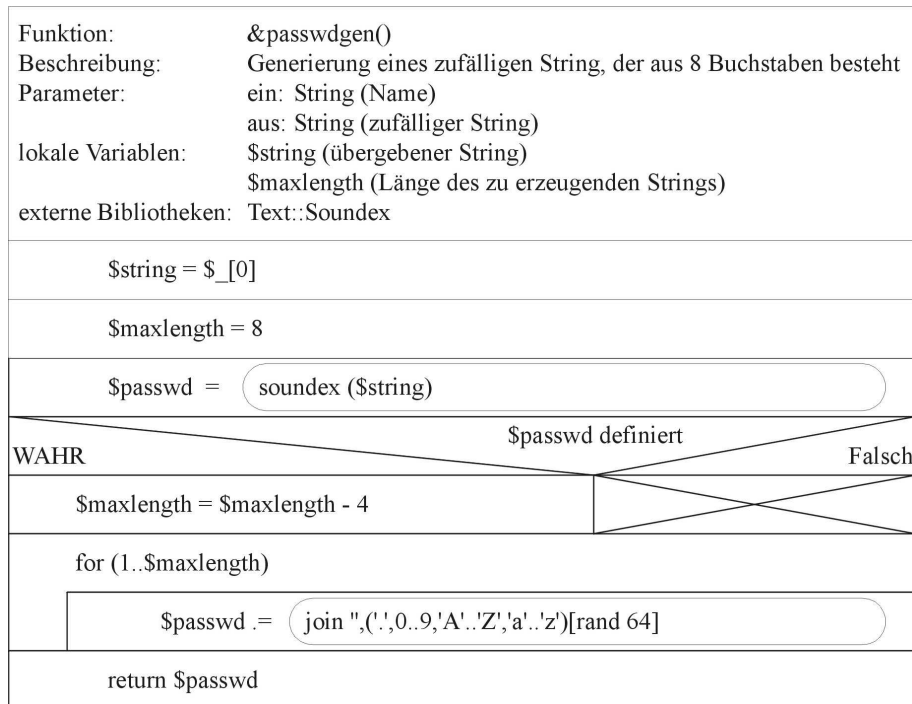 Funktion: &passwdgen()
Beschreibung: Generierung eines zufälligen String, der aus 8 Buchstaben besteht
Parameter: ein: String (Name)
aus: String (zufälliger String)
lokale Variablen: $string (übergebener String)
$maxlength (Länge des zu erzeugenden Strings)
externe Bibliotheken: Text::Soundex
$string = $_[0]
$maxlength = 8
$passwd = soundex ($string)
$passwd definiert
WAHR Falsch
$maxlength = $maxlength - 4
for (1..$maxlength)
$passwd .= join '',('.',0..9,'A'..'Z','a'..'z')[rand 64]
return $passwd